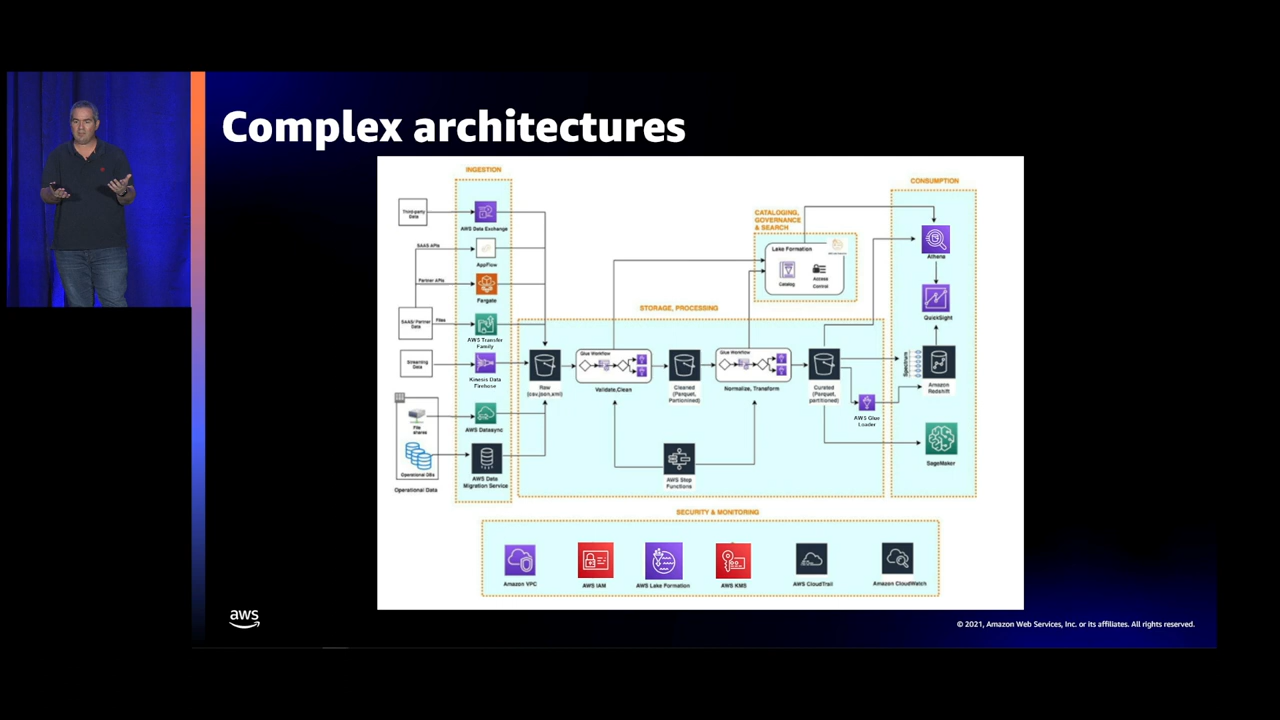 Complex architectures
INGESTION
Third-party
Data
AWS Data Exchange
SAAS APIs
AppFlow
Partner APIs
Fargate
SAAS/ Partner
Data
Files
AWS Transfer
Family
Streaming
Data
Kinesis Data
Firehose
File
shares
AWS Datasync
Operational DBs
AWS Data
Migration Service
Operational Data
STORAGE, PROCESSING
Raw
(csv,json,xml)
Glue Workflow
Validate,Clean
Cleaned
(Parquet,
Glue Workflow
Normalize, Transform
Curated
(Parquet,
partitioned)
AWS Step
Functions
AWS Glue
Loader
CATALOGING,
GOVERNANCE
& SEARCH
Lake Formation
Catalog
Access
Control
CONSUMPTION
Athena
QuickSight
Spectrum
Amazon
Redshift
SageMaker
SECURITY & MONITORING
Amazon VPC
AWS IAM
AWS Lake Formation
AWS KMS
AWS CloudTrail
Amazon CloudWatch
aws
© 2021, Amazon Web Services, Inc. or its affiliates. All rights reserved.